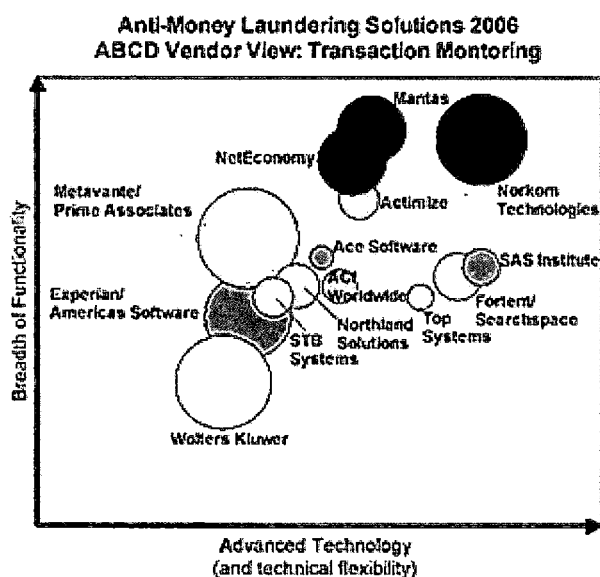 Anti-Money Laundering Solutions 2006
ABCD Vendor View: Transaction Montoring
Mantas
NetEconomy
Metavante/
Prime Associates
Actimize
Norkom
Technologies
Ace Software
SAS Institute
ACI
Worldwide
Experian/
Americas Software
Fortent/
Searchspace
Northland
Solutions
Top
Systems
STB
Systems
Wolters Kluwer
Breadth of Functionality
Advanced Technology
(and technical flexibility)